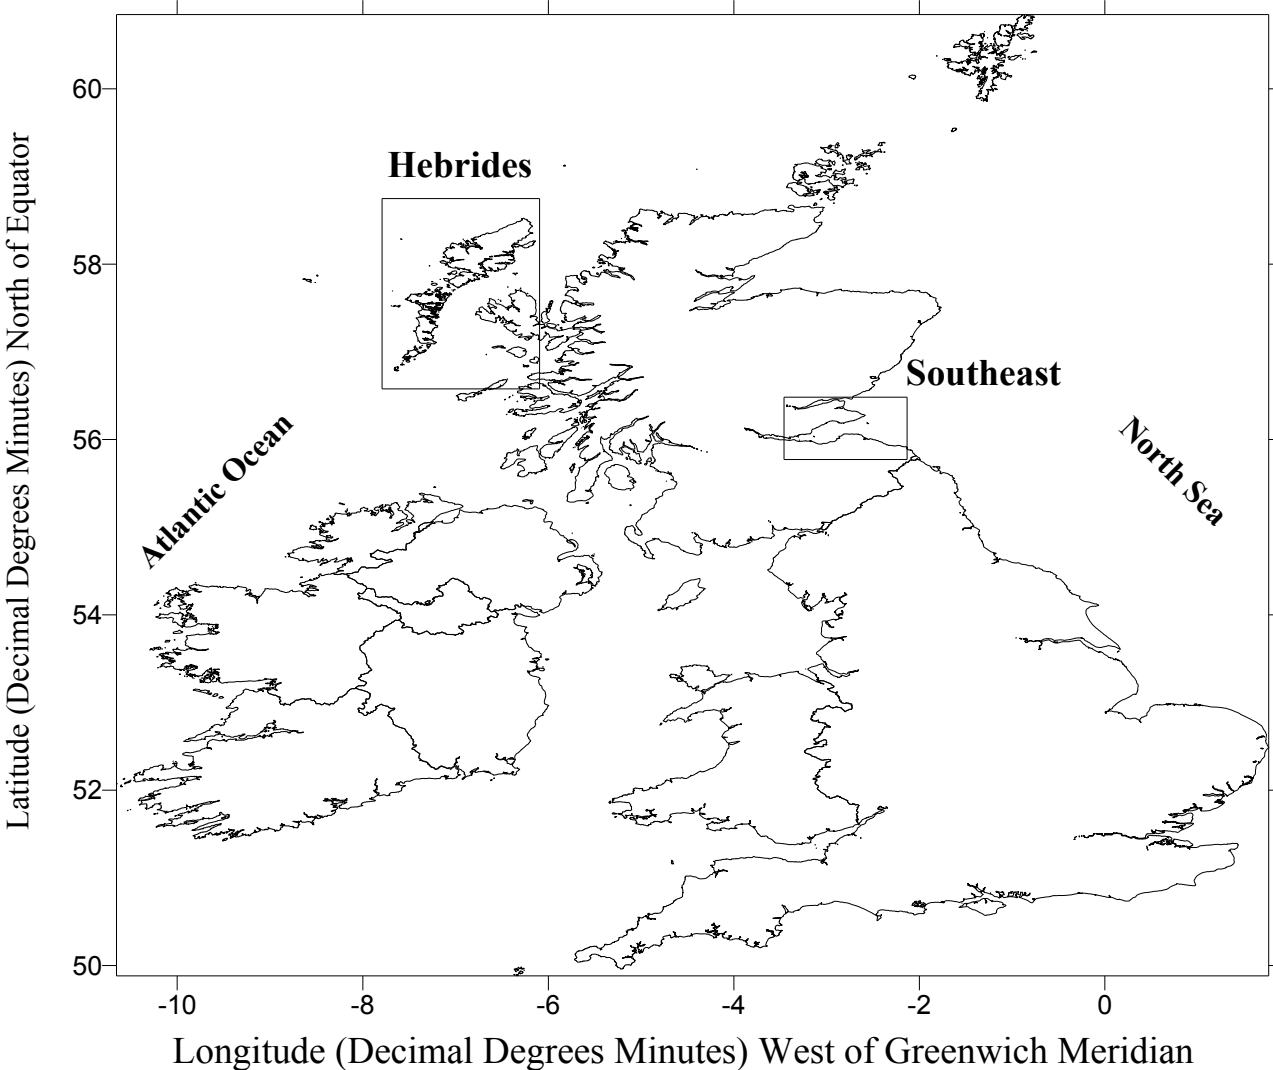 60
Hebrides
58
Southeast
56
Atlantic Ocean
North Sea
54
52
50
-10 -8 -6 -4 -2 0
Latitude (Decimal Degrees Minutes) North of Equator
Longitude (Decimal Degrees Minutes) West of Greenwich Meridian